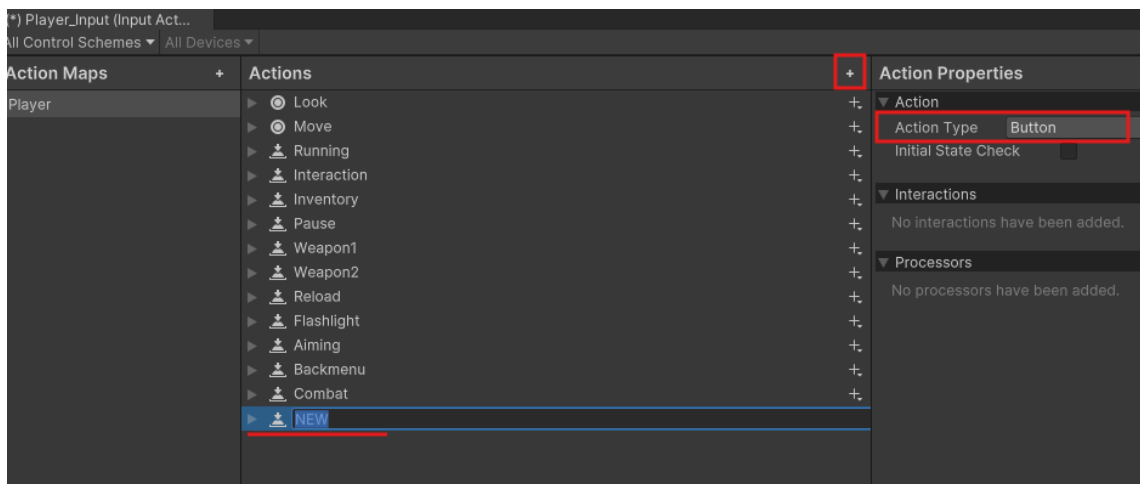 (*) Player_Input (Input Act...
All Control Schemes All Devices
Action Maps + Actions + Action Properties
Player
Look
Move
Running
Interaction
Inventory
Pause
Weapon1
Weapon2
Reload
Flashlight
Aiming
Backmenu
Combat
NEW
Action
Action Type Button
Initial State Check
Interactions
No interactions have been added.
Processors
No processors have been added.